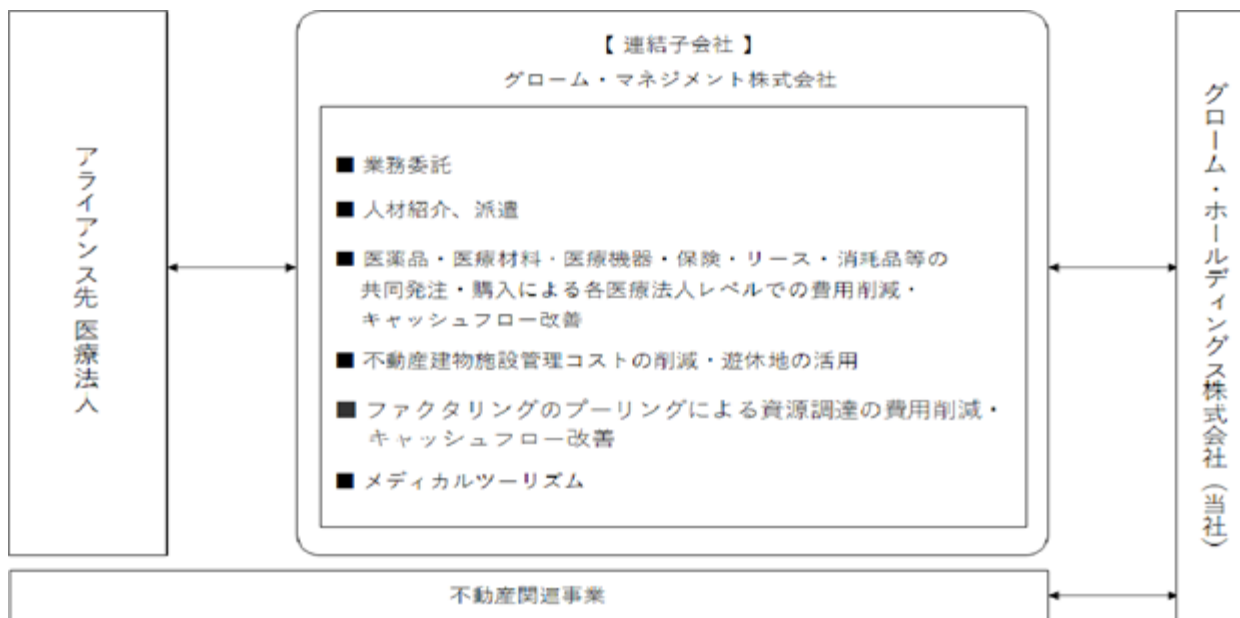 アライアンス先医療法人
【 連結子会社 】
グローム・マネジメント株式会社
■ 業務委託
■ 人材紹介、派遣
■ 医薬品・医療材料・医療機器・保険・リース・消耗品等の
共同発注・購入による各医療法人レベルでの費用削減・
キャッシュフロー改善
■ 不動産建物施設管理コストの削減・遊休地の活用
■ ファクタリングのプーリングによる資源調達の費用削減・
キャッシュフロー改善
■ メディカルツーリズム
グローム・ホールディングス株式会社（当社）
不動産関連事業